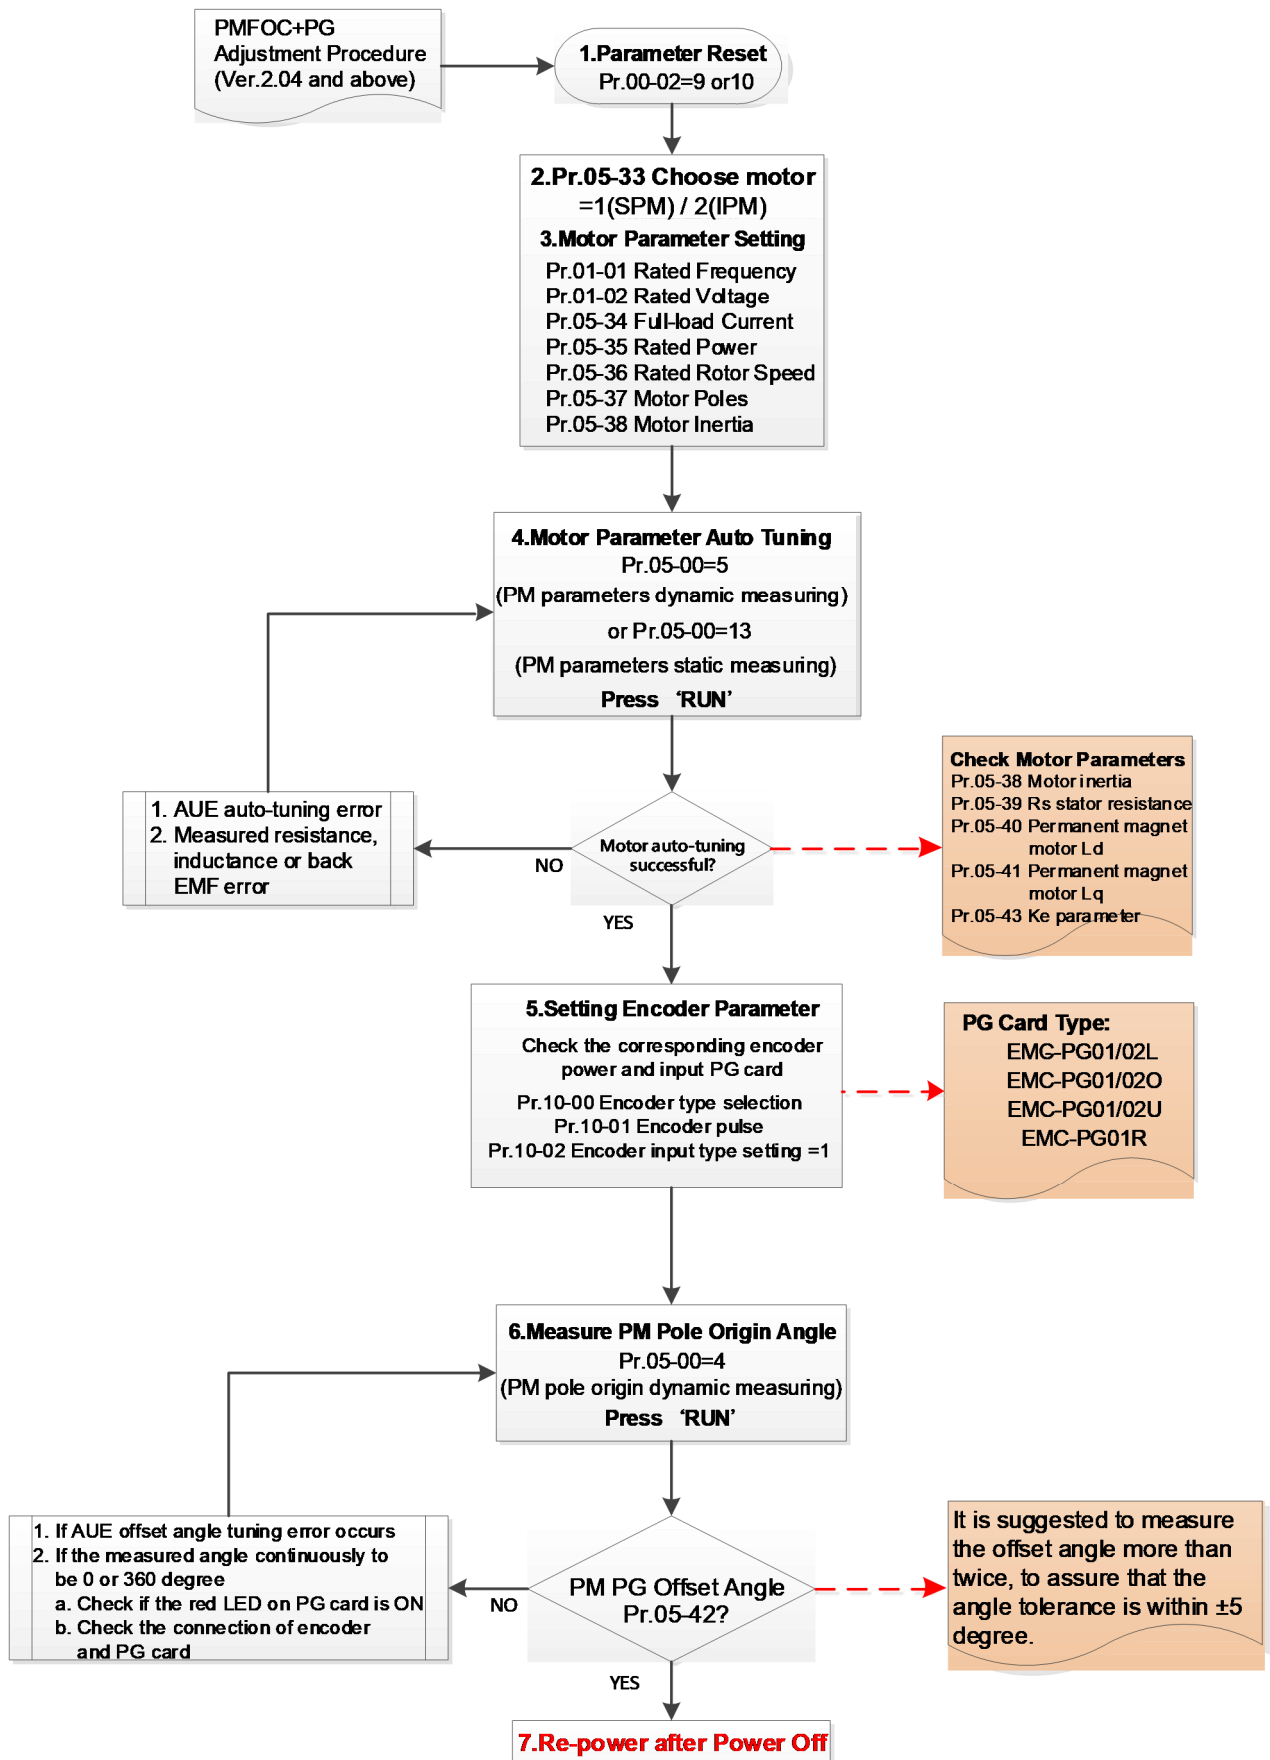 PMFOC+PG
Adjustment Procedure
(Ver.2.04 and above)
1.Parameter Reset
Pr.00-02=9 or10
2.Pr.05-33 Choose motor
=1(SPM) / 2(IPM)
3.Motor Parameter Setting
Pr.01-01 Rated Frequency
Pr.01-02 Rated Voltage
Pr.05-34 Full-load Current
Pr.05-35 Rated Power
Pr.05-36 Rated Rotor Speed
Pr.05-37 Motor Poles
Pr.05-38 Motor Inertia
4.Motor Parameter Auto Tuning
Pr.05-00=5
(PM parameters dynamic measuring)
or Pr.05-00=13
(PM parameters static measuring)
Press ‘RUN’
Motor auto-tuning
successful?
NO
1. AUE auto-tuning error
2. Measured resistance,
inductance or back
EMF error
Check Motor Parameters
Pr.05-38 Motor inertia
Pr.05-39 Rs stator resistance
Pr.05-40 Permanent magnet
motor Ld
Pr.05-41 Permanent magnet
motor Lq
Pr.05-43 Ke parameter
YES
5.Setting Encoder Parameter
Check the corresponding encoder
power and input PG card
Pr.10-00 Encoder type selection
Pr.10-01 Encoder pulse
Pr.10-02 Encoder input type setting =1
PG Card Type:
EMC-PG01/02L
EMC-PG01/02O
EMC-PG01/02U
EMC-PG01R
6.Measure PM Pole Origin Angle
Pr.05-00=4
(PM pole origin dynamic measuring)
Press ‘RUN’
PM PG Offset Angle
Pr.05-42?
NO
1. If AUE offset angle tuning error occurs
2. If the measured angle continuously to
be 0 or 360 degree
a. Check if the red LED on PG card is ON
b. Check the connection of encoder
and PG card
It is suggested to measure
the offset angle more than
twice, to assure that the
angle tolerance is within ±5
degree.
YES
7.Re-power after Power Off